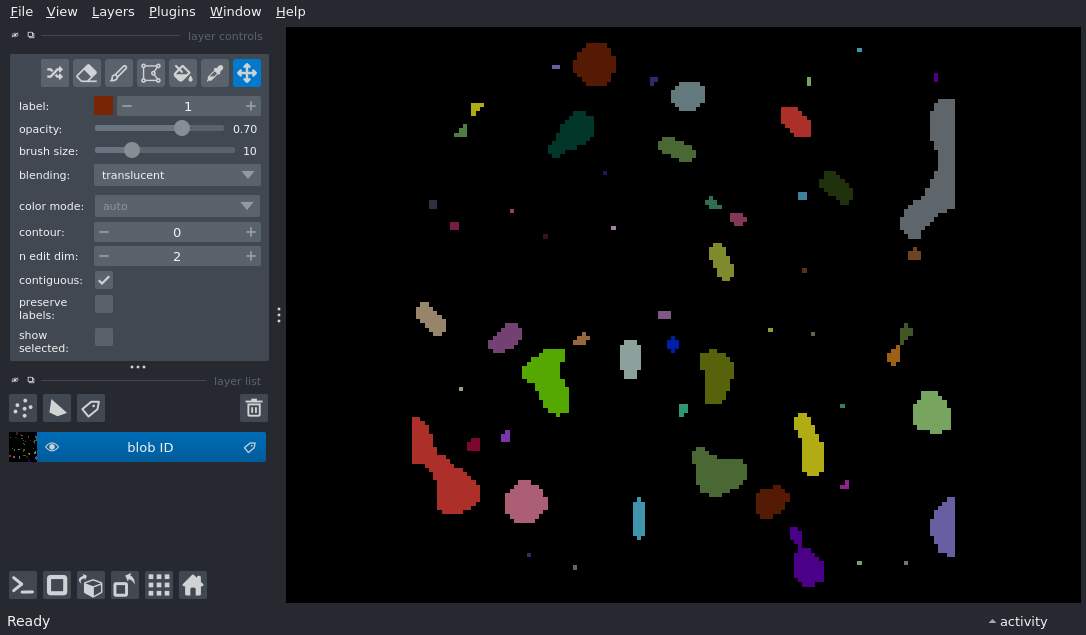 File View Layers Plugins Window Help
layer controls
label: 1
opacity: 0.70
brush size: 10
blending: translucent
color mode: auto
contour: 0
n edit dim: 2
contiguous:
preserve
labels:
show
selected:
layer list
blob ID
Ready
activity